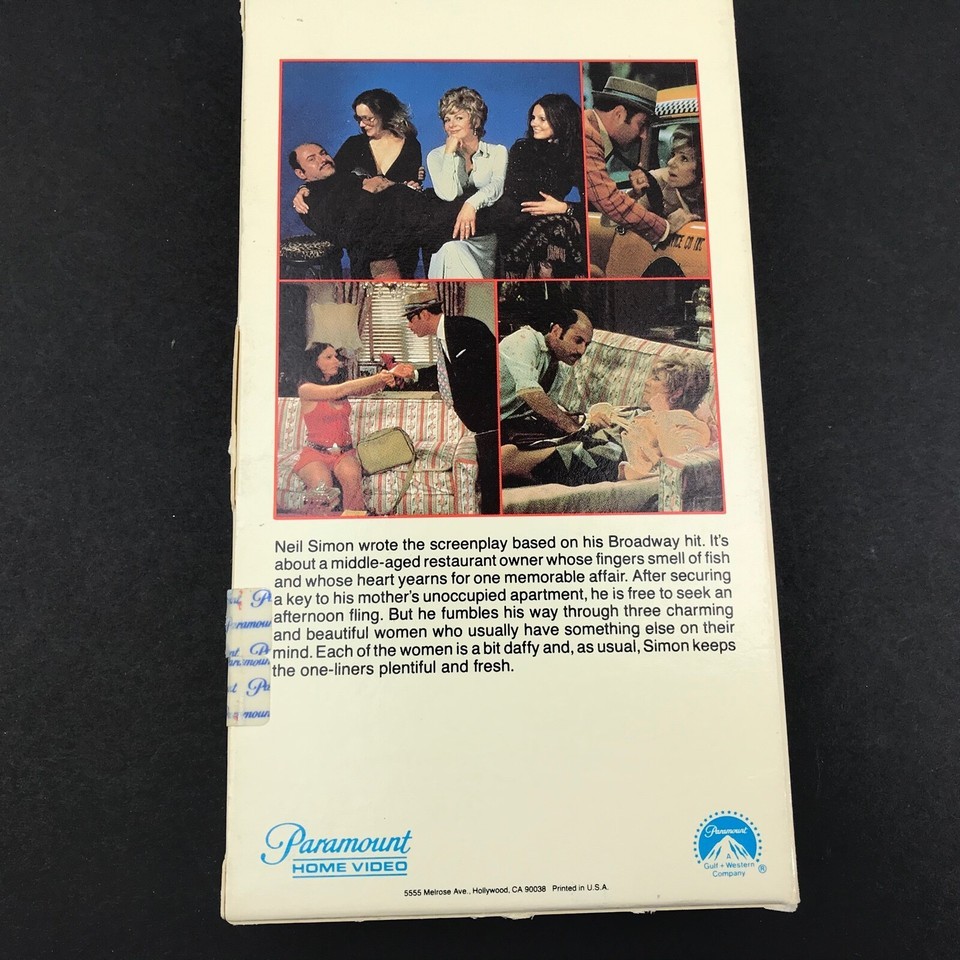 VICE CO INC
Neil Simon wrote the screenplay based on his Broadway hit. It's
about a middle-aged restaurant owner whose fingers smell of fish
and whose heart yearns for one memorable affair. After securing
a key to his mother's unoccupied apartment, he is free to seek an
afternoon fling. But he fumbles his way through three charming
and beautiful women who usually have something else on their
mind. Each of the women is a bit daffy and, as usual, Simon keeps
the one-liners plentiful and fresh.
Paramount
HOME VIDEO
Paramount
A
Gulf + Western
Company
®
5555 Melrose Ave., Hollywood, CA 90038 Printed in U.S.A.